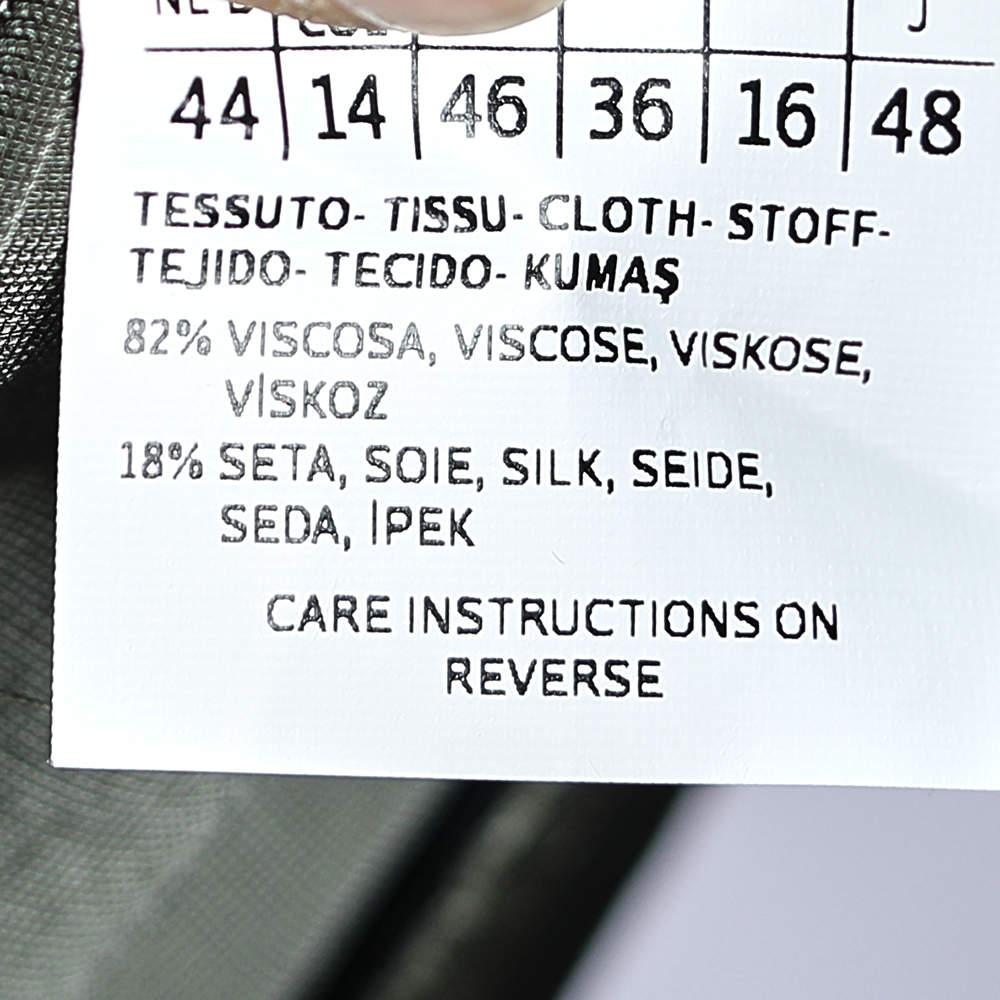 J
44 14 46 36 16 48
TESSUTO- TISSU- CLOTH- STOFF-
TEJIDO- TECIDO- KUMAŞ
82% VISCOSA, VISCOSE, VISKOSE,
VİSKOZ
18% SETA, SOIE, SILK, SEIDE,
SEDA, İPEK
CARE INSTRUCTIONS ON
REVERSE